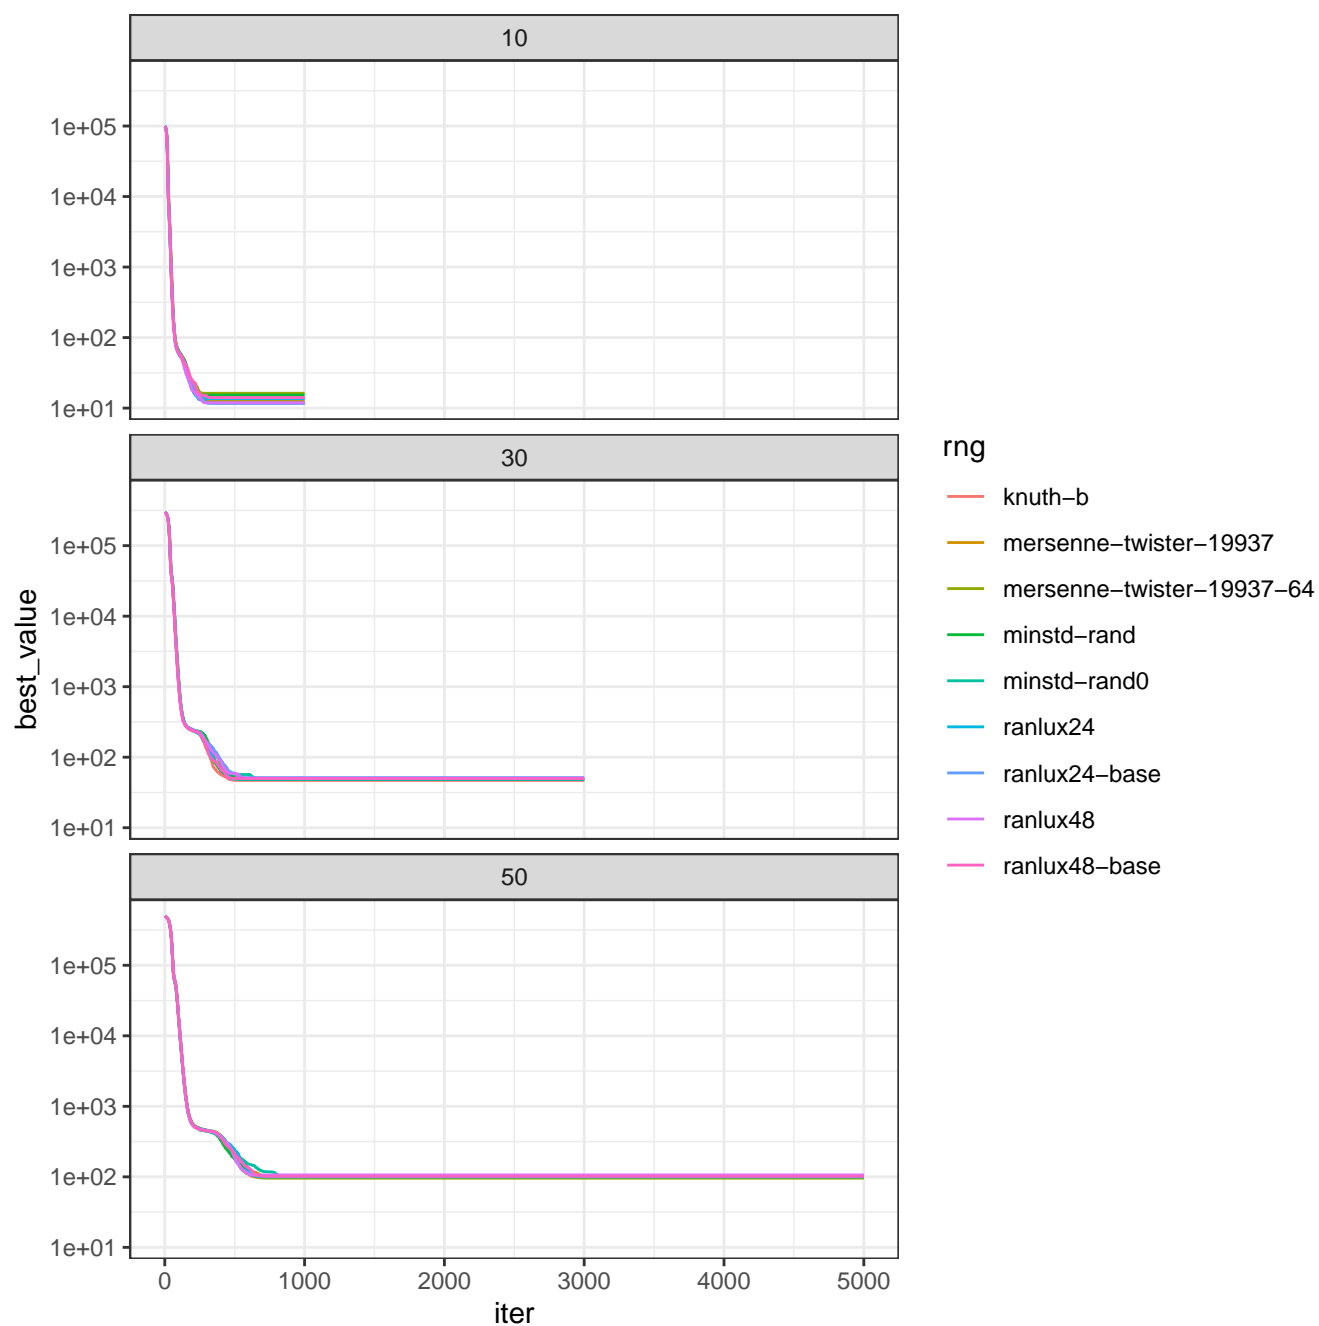 10
1e+05
1e+04
1e+03
1e+02
1e+01
30
1e+05
1e+04
1e+03
1e+02
1e+01
50
1e+05
1e+04
1e+03
1e+02
1e+01
0 1000 2000 3000 4000 5000
iter
best_value
rng
knuth−b
mersenne−twister−19937
mersenne−twister−19937−64
minstd−rand
minstd−rand0
ranlux24
ranlux24−base
ranlux48
ranlux48−base